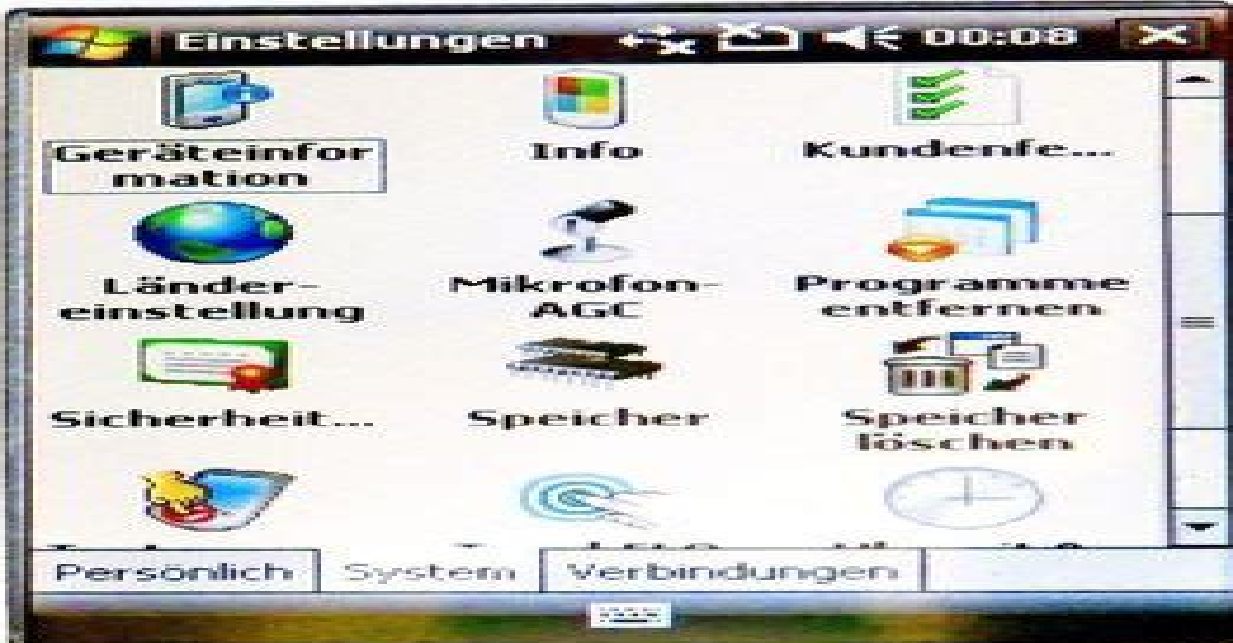 Einstellungen 00:08
Geräteinfor
mation
Info
Kundenfe...
Länder-
einstellung
Mikrofon-
AGC
Programme
entfernen
Sicherheit...
Speicher
Speicher
löschen
Persönlich System Verbindungen